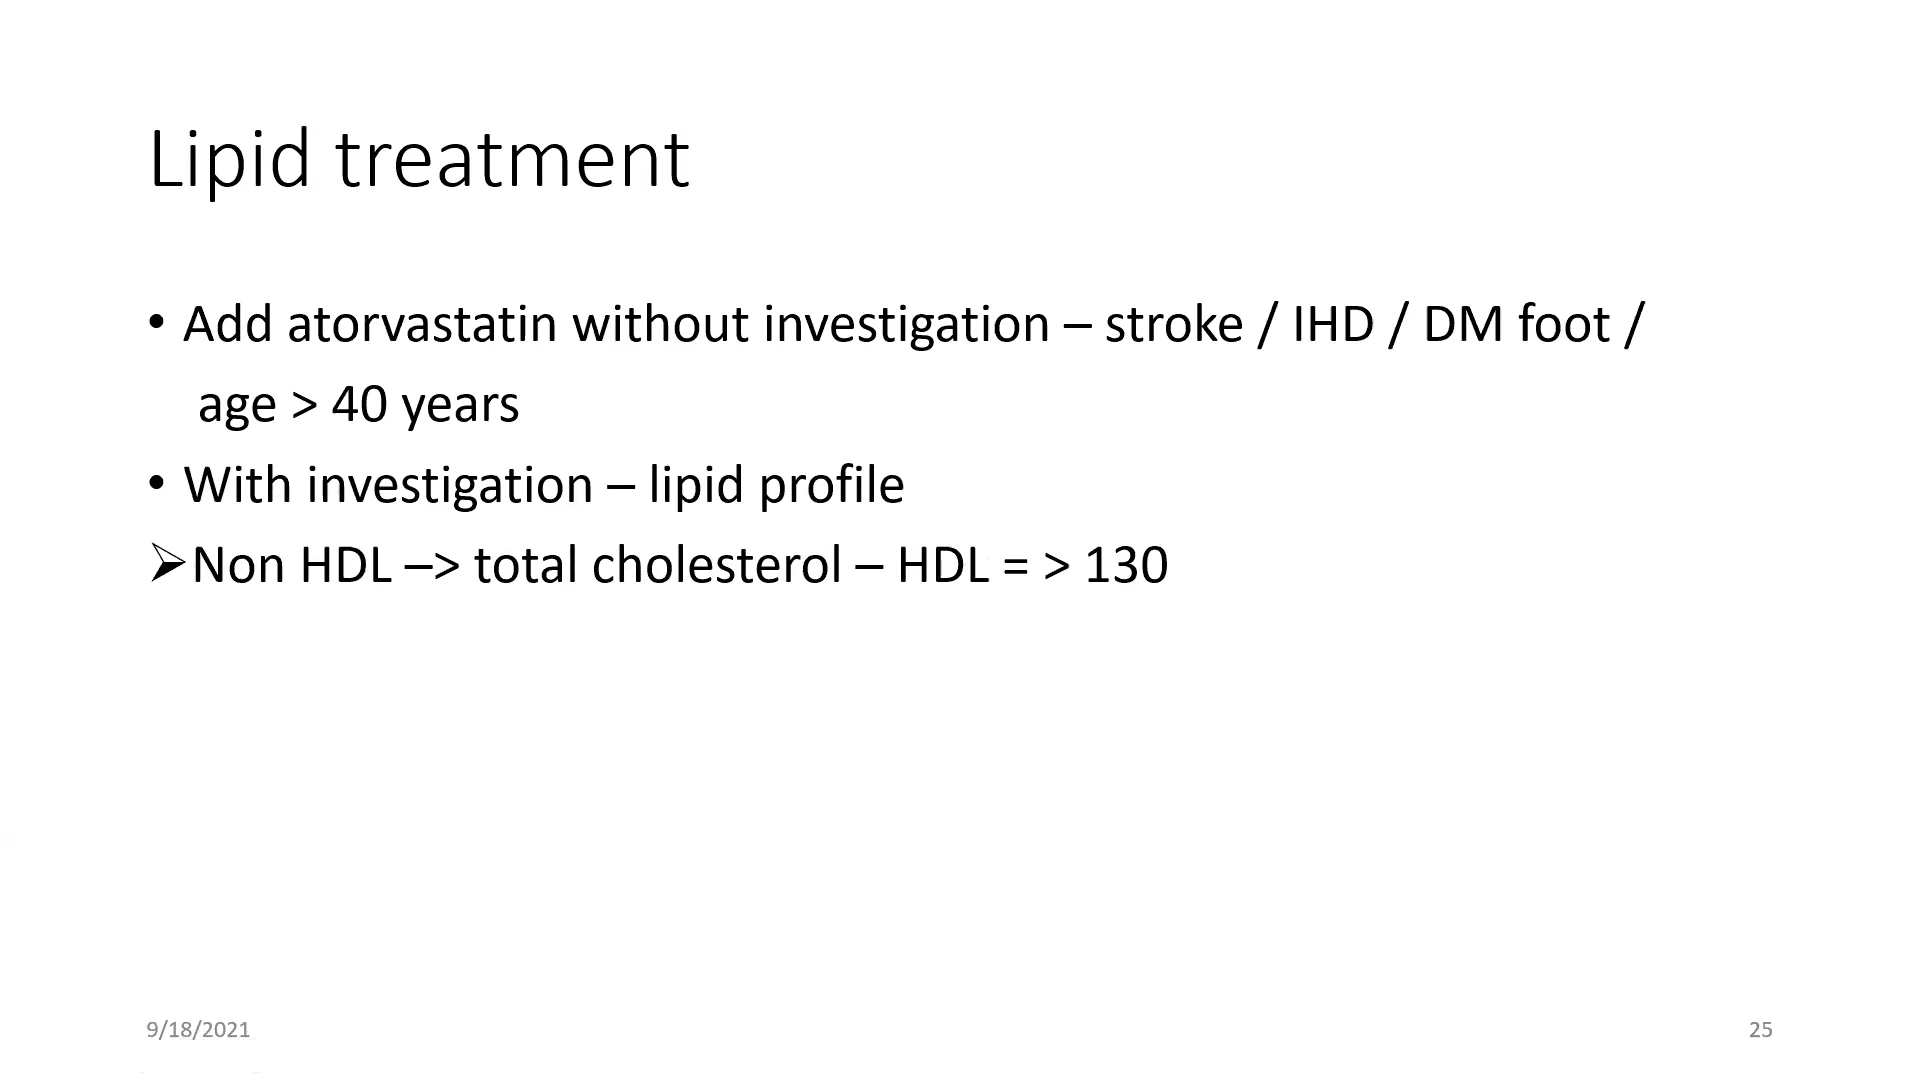 Lipid treatment
• Add atorvastatin without investigation – stroke / IHD / DM foot /
age > 40 years
• With investigation – lipid profile
➢Non HDL –> total cholesterol – HDL = > 130
9/18/2021
25